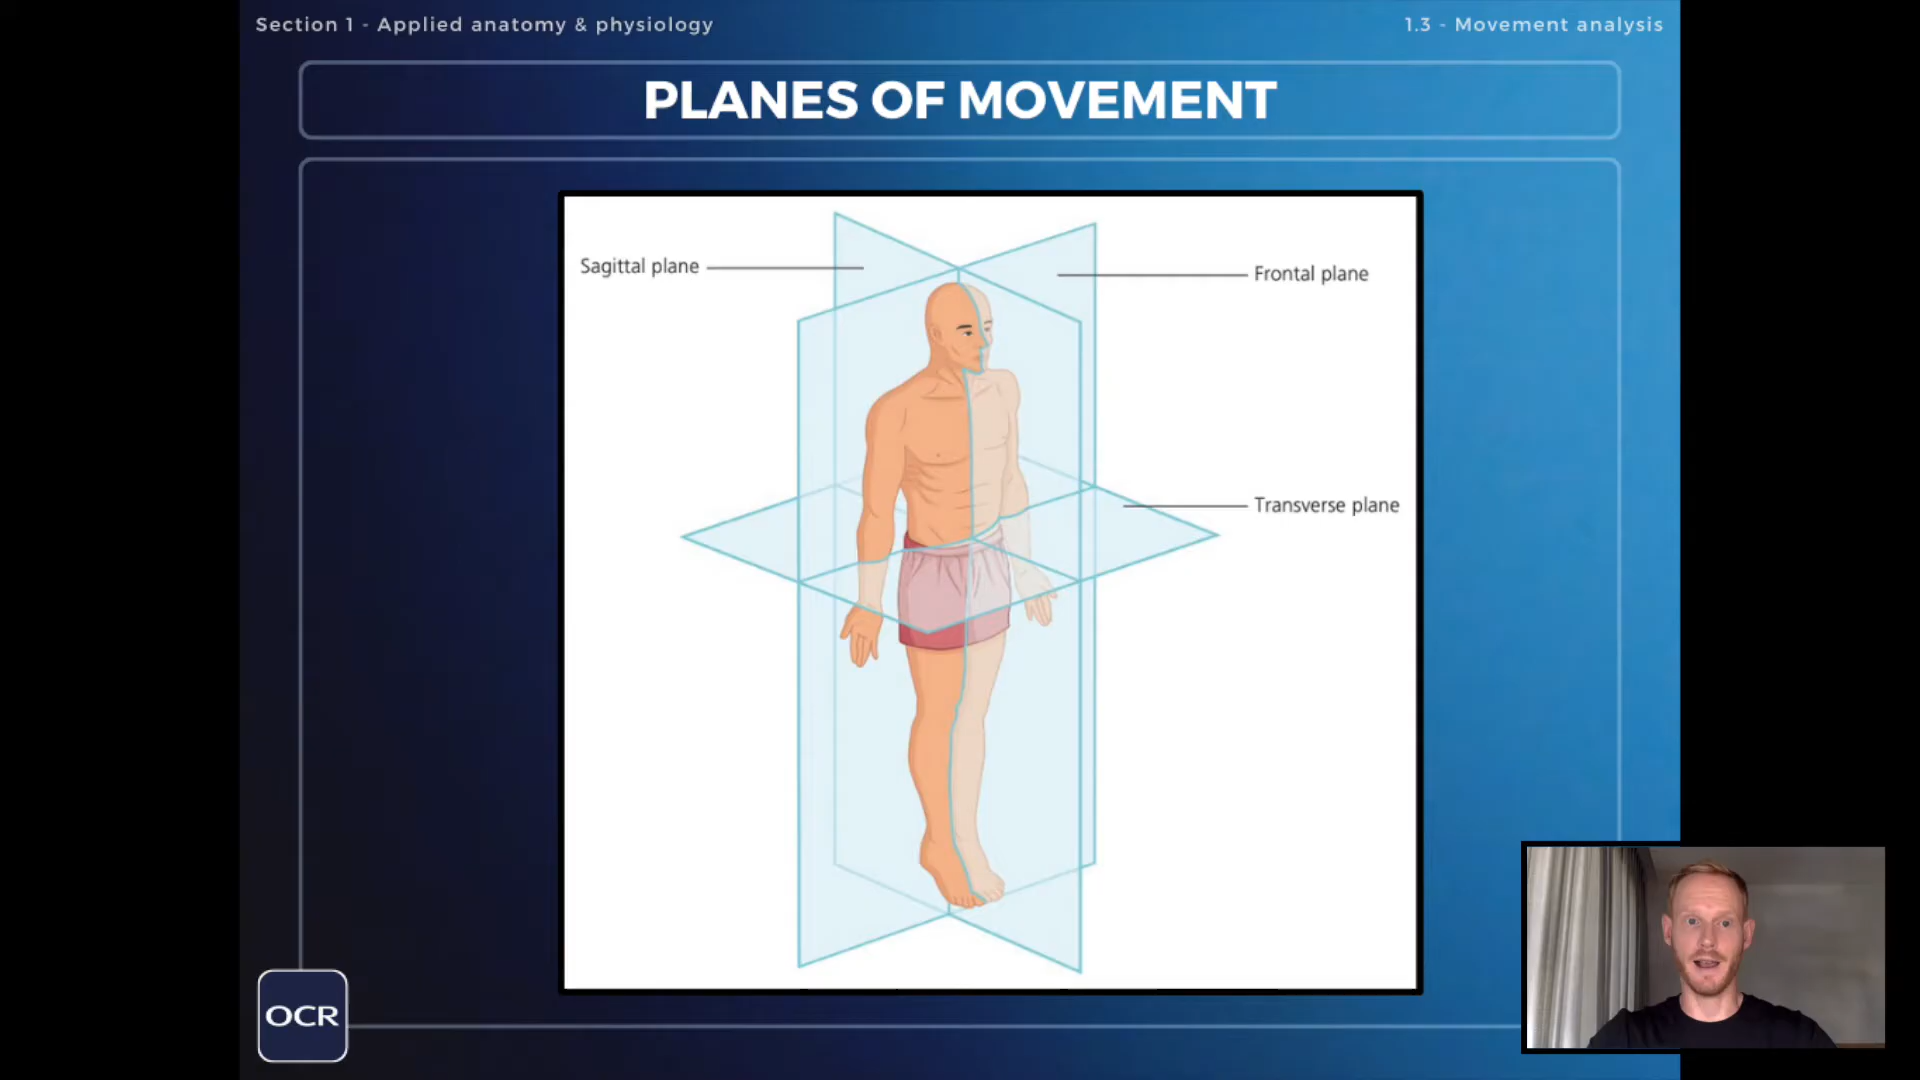 Section 1 - Applied anatomy & physiology
1.3 - Movement analysis
PLANES OF MOVEMENT
Sagittal plane
Frontal plane
Transverse plane
OCR